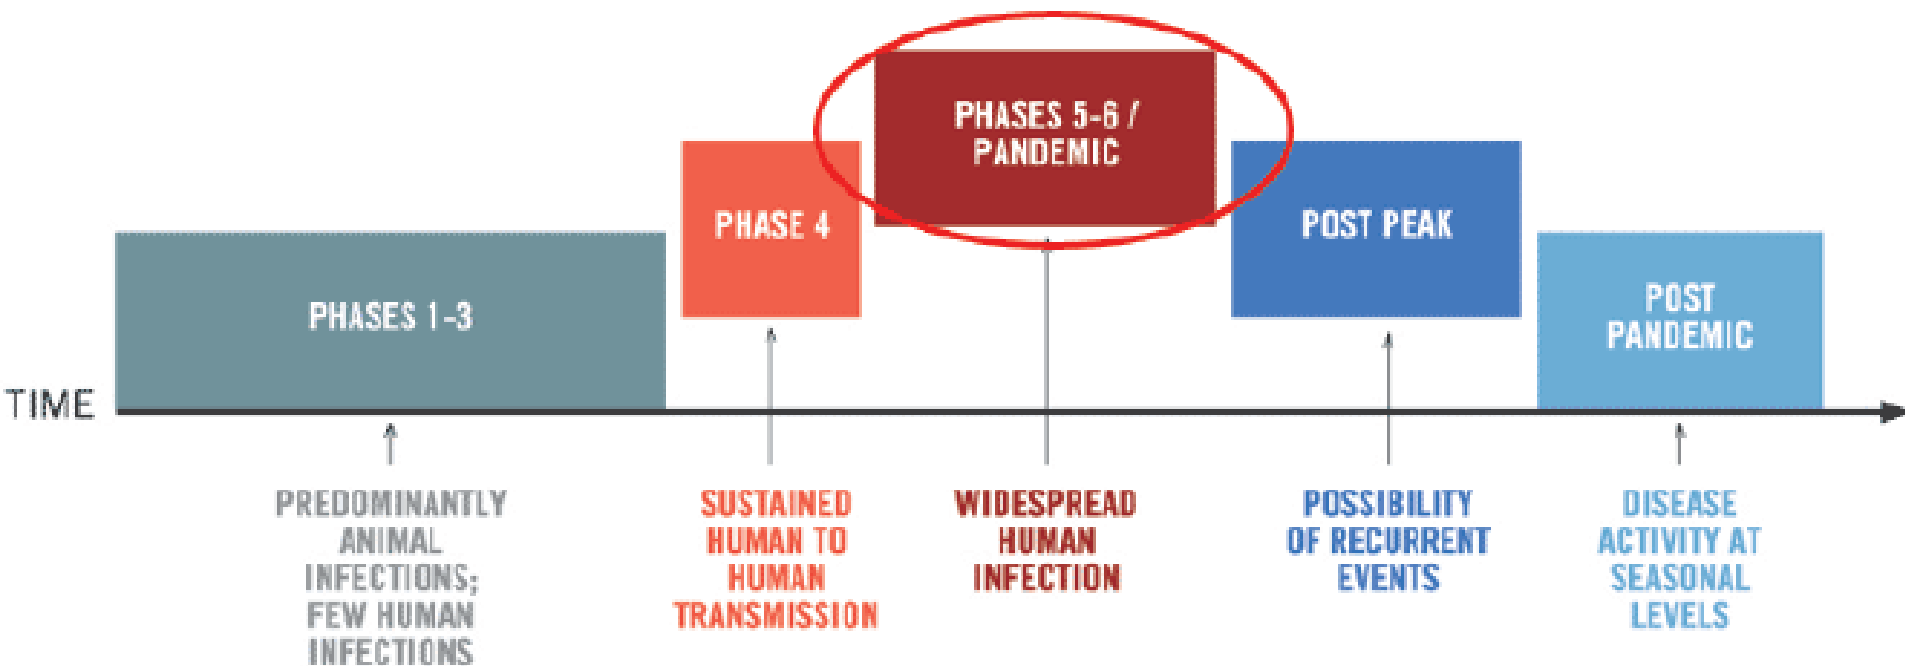 PHASES 5-6 /
PANDEMIC
PHASE 4
POST PEAK
PHASES 1-3
POST
PANDEMIC
TIME
PREDOMINANTLY
ANIMAL
INFECTIONS;
FEW HUMAN
INFECTIONS
SUSTAINED
HUMAN TO
HUMAN
TRANSMISSION
WIDESPREAD
HUMAN
INFECTION
POSSIBILITY
OF RECURRENT
EVENTS
DISEASE
ACTIVITY AT
SEASONAL
LEVELS